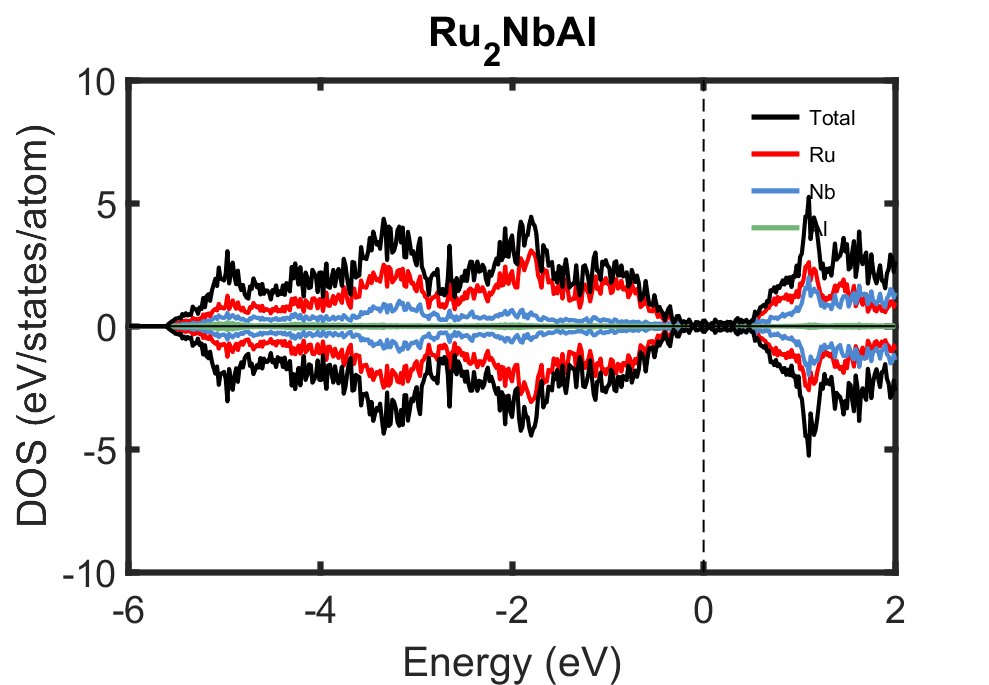 Ru2NbAl
10
5
0
-5
-10
-6
-4
-2
0
2
DOS (eV/states/atom)
Energy (eV)
Total
Ru
Nb
Al